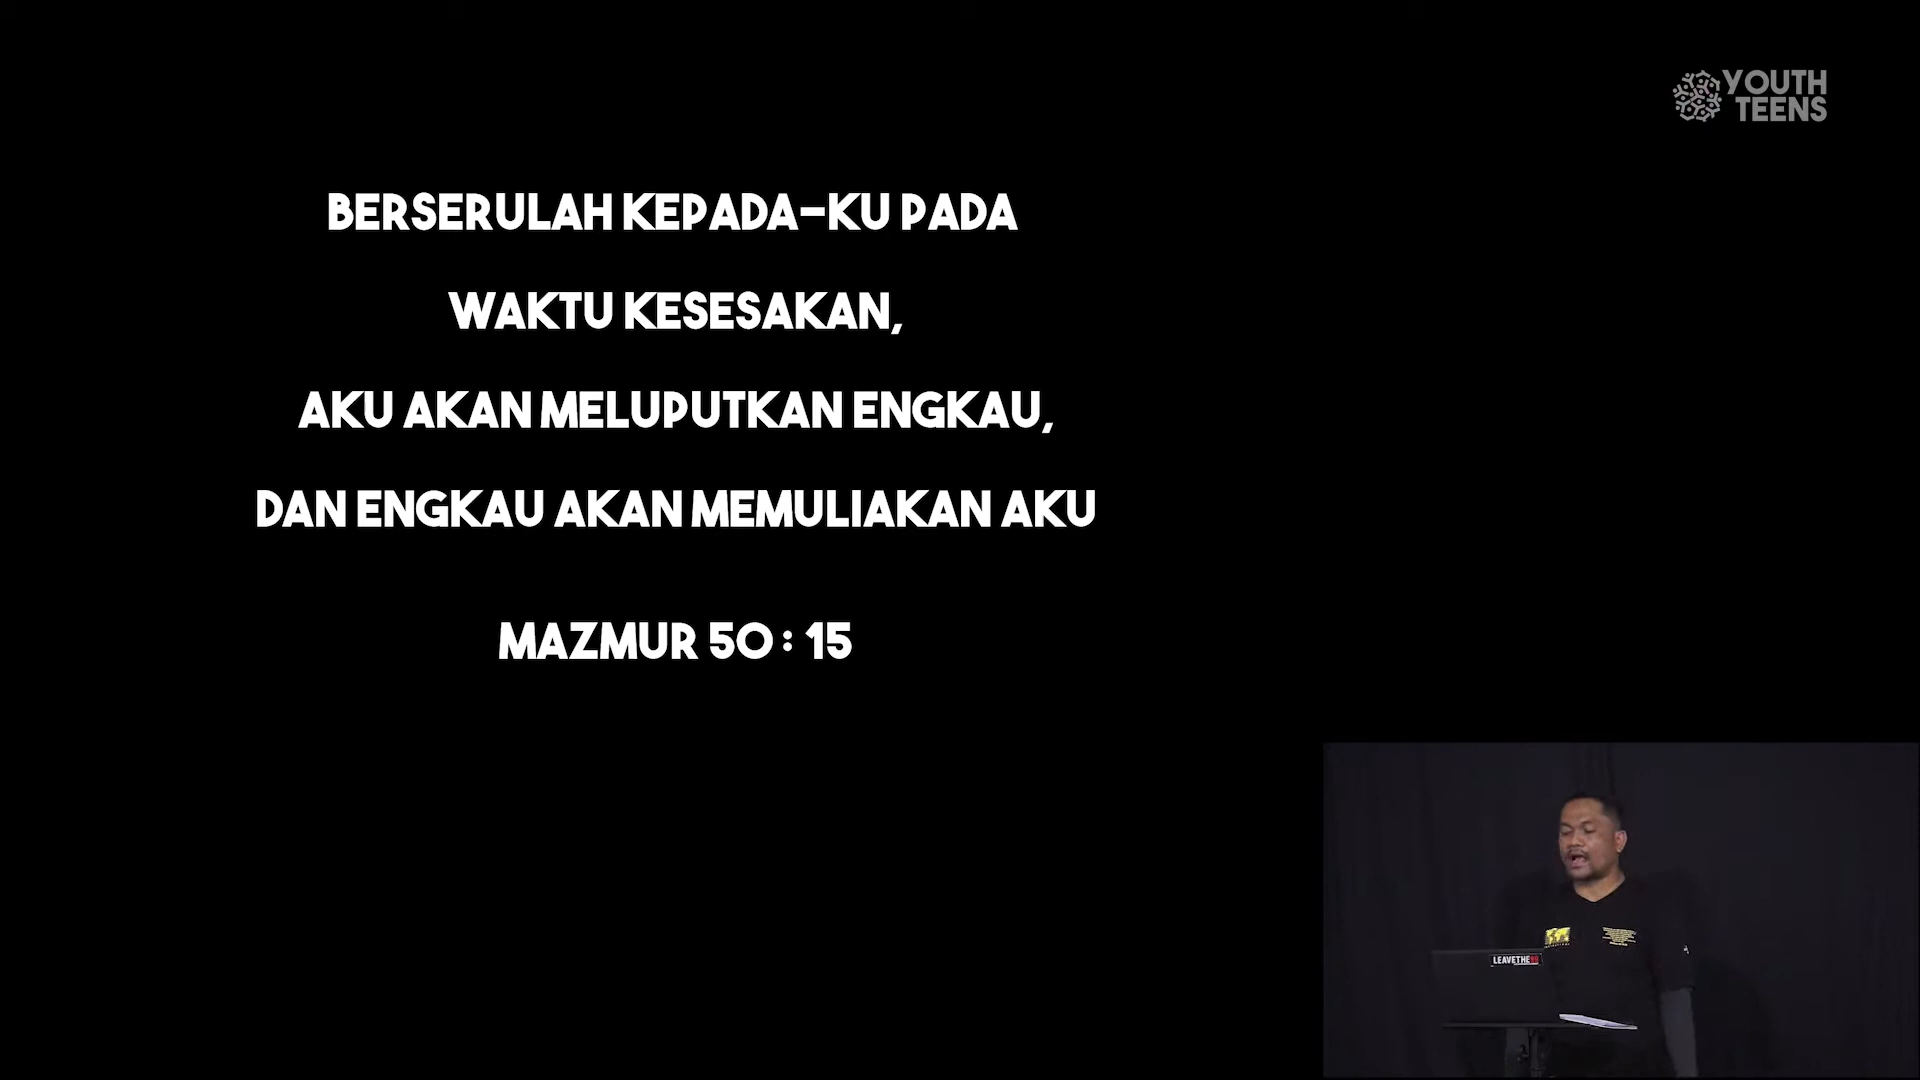 YOUTH
TEENS
BERSERULAH KEPADA-KU PADA
WAKTU KESESAKAN,
AKU AKAN MELUPUTKAN ENGKAU,
DAN ENGKAU AKAN MEMULIAKAN AKU
MAZMUR 50 : 15
LEAVETHE99